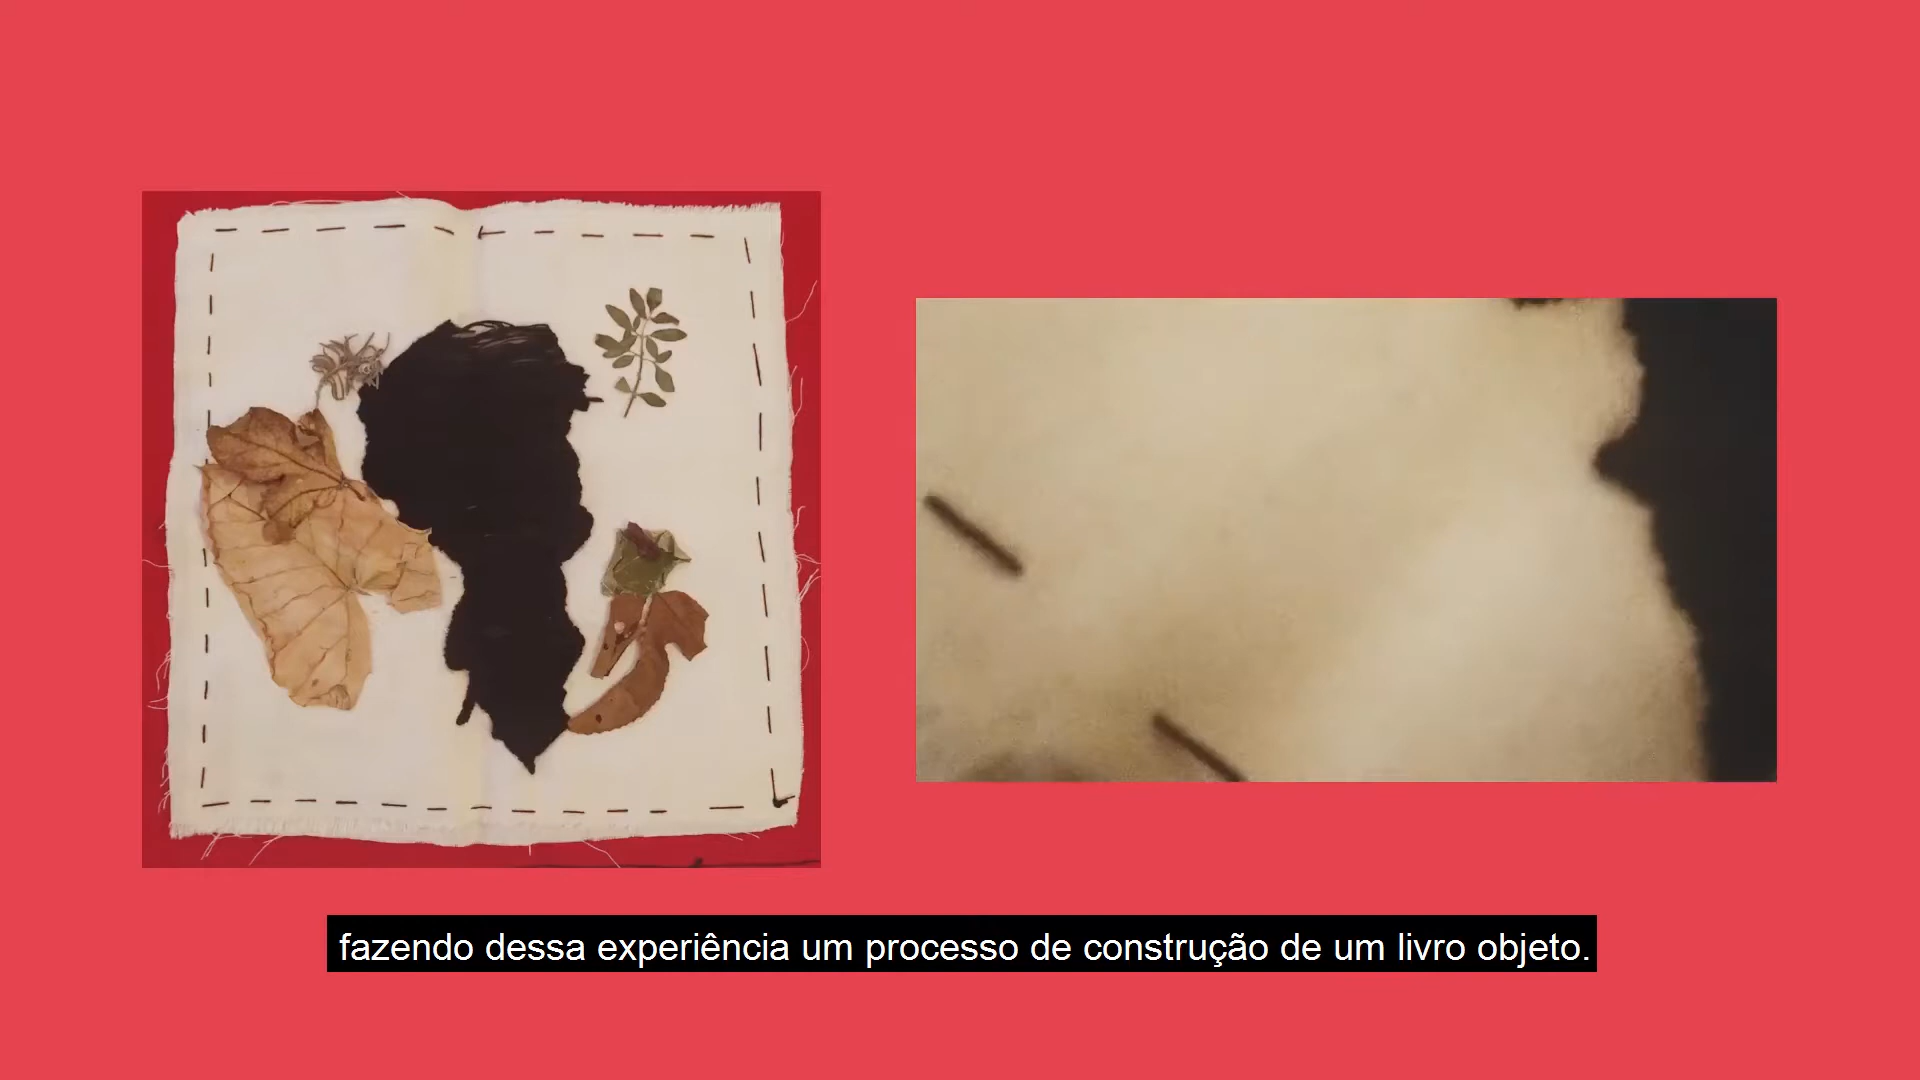 fazendo dessa experiência um processo de construção de um livro objeto.